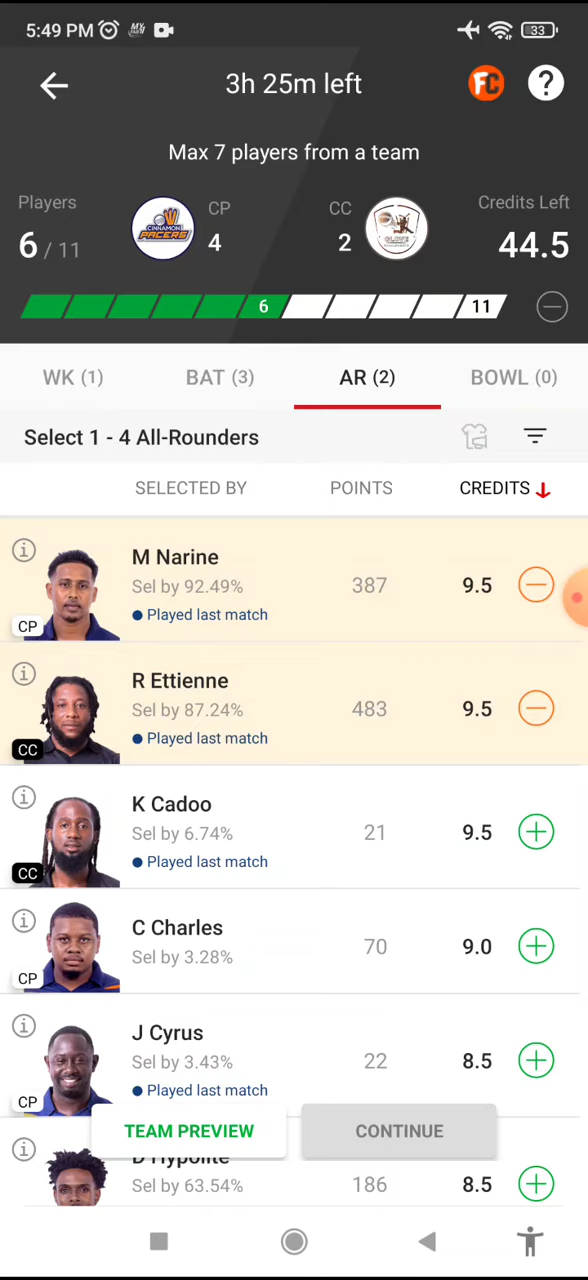 5:49 PM
33
3h 25m left
FC
?
Max 7 players from a team
Players
CP
CC
Credits Left
6 / 11
4
2
44.5
CINNAMON
PACERS
CLOVE
6
11
WK (1)
BAT (3)
AR (2)
BOWL (0)
Select 1 - 4 All-Rounders
SELECTED BY
POINTS
CREDITS
M Narine
Sel by 92.49%
387
9.5
Played last match
CP
R Ettienne
Sel by 87.24%
483
9.5
Played last match
CC
K Cadoo
Sel by 6.74%
21
9.5
Played last match
CC
C Charles
Sel by 3.28%
70
9.0
CP
J Cyrus
Sel by 3.43%
22
8.5
Played last match
CP
TEAM PREVIEW
CONTINUE
D Hypolite
Sel by 63.54%
186
8.5